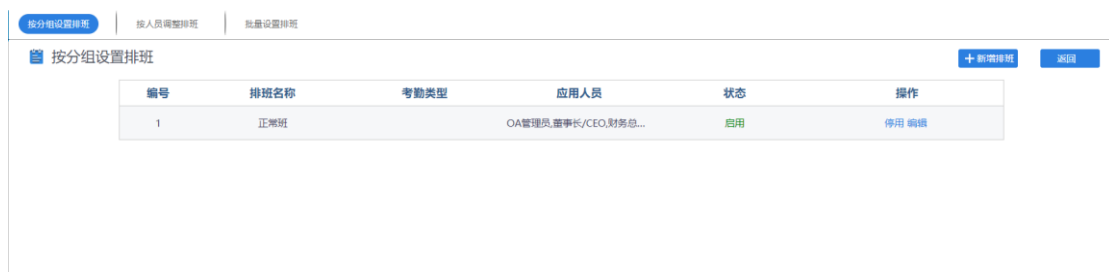 按分组设置排班 按人员调整排班 批量设置排班
按分组设置排班 新增排班 返回
编号 排班名称 考勤类型 应用人员 状态 操作
1 正常班 OA管理员,董事长/CEO,财务总... 启用 停用 编辑